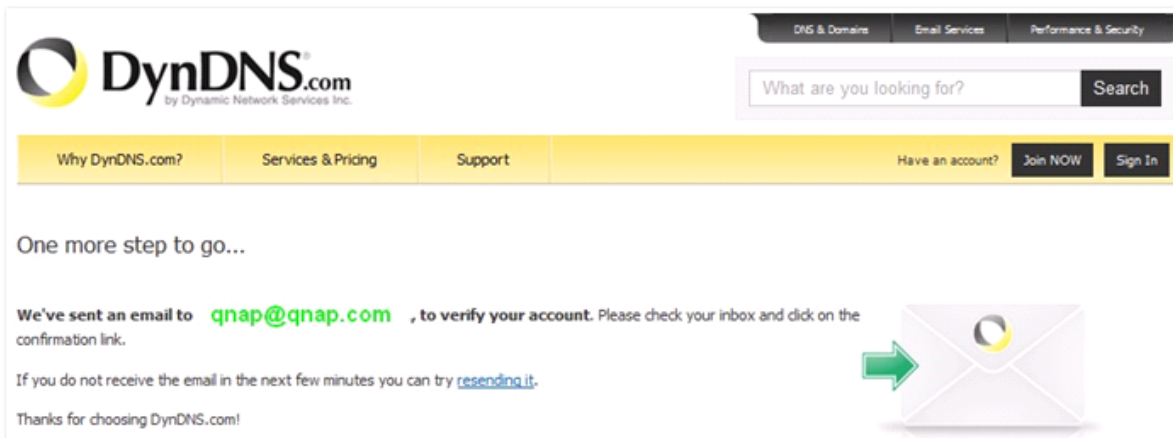 DNS & Domains Email Services Performance & Security
DynDNS.com
by Dynamic Network Services Inc.
What are you looking for? Search
Why DynDNS.com? Services & Pricing Support Have an account? Join NOW Sign In
One more step to go...
We've sent an email to qnap@qnap.com , to verify your account. Please check your inbox and click on the
confirmation link.
If you do not receive the email in the next few minutes you can try resending it.
Thanks for choosing DynDNS.com!